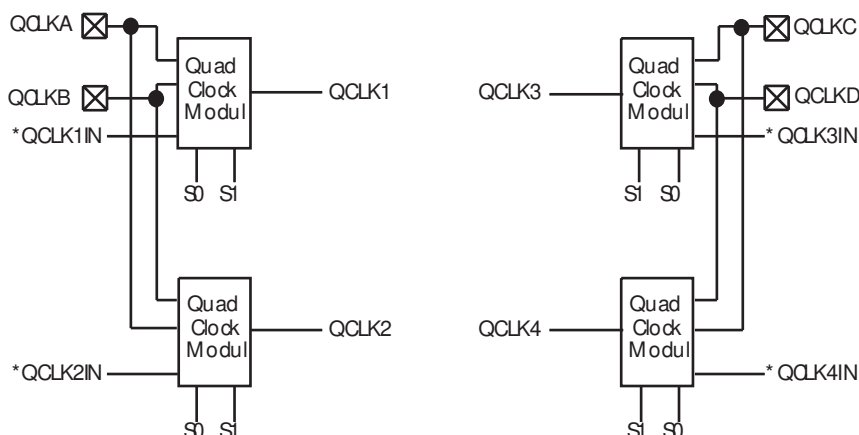 QCLKA
QCLKB
*QCLK1IN
Quad
Clock
Modul
QCLK1
S0 S1
QCLK3
Quad
Clock
Modul
QCLKC
QCLKD
*QCLK3IN
S1 S0
*QCLK2IN
Quad
Clock
Modul
QCLK2
S0 S1
QCLK4
Quad
Clock
Modul
*QCLK4IN
S1 S0